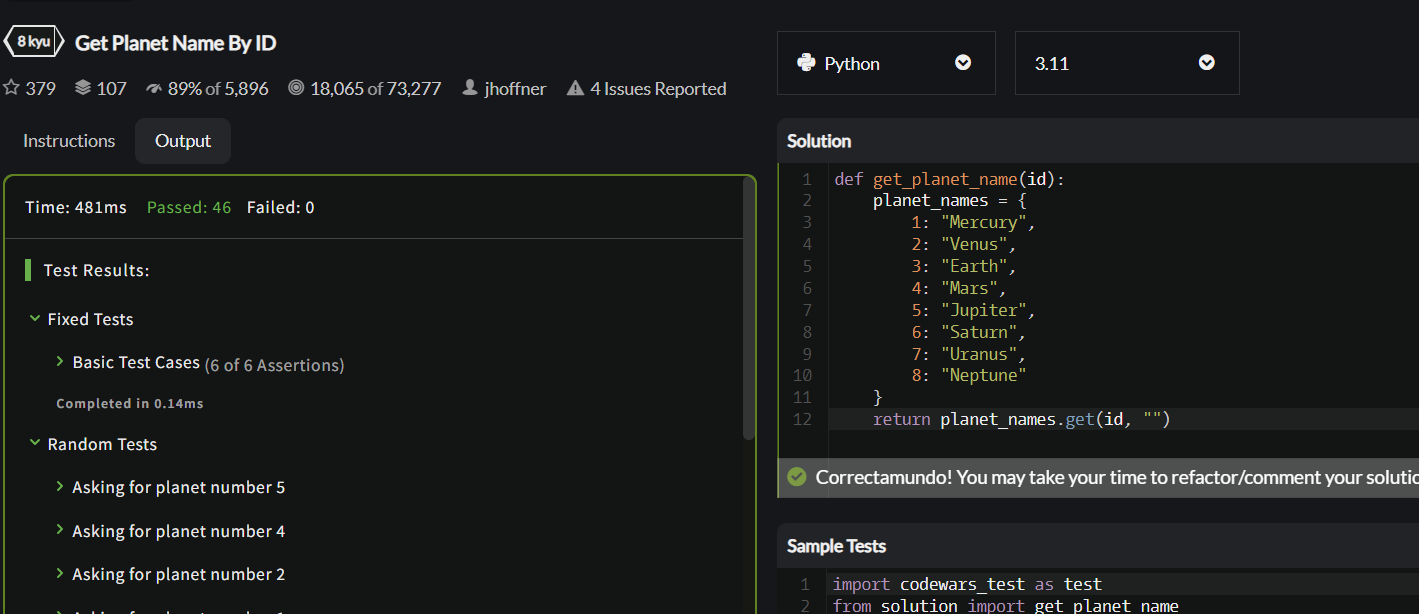 8 kyu Get Planet Name By ID
379 107 89% of 5,896 18,065 of 73,277 jhoffner 4 Issues Reported
Instructions Output
Time: 481ms Passed: 46 Failed: 0
Test Results:
Fixed Tests
Basic Test Cases (6 of 6 Assertions)
Completed in 0.14ms
Random Tests
Asking for planet number 5
Asking for planet number 4
Asking for planet number 2
Python 3.11
Solution
1 def get_planet_name(id):
2 planet_names = {
3 1: "Mercury",
4 2: "Venus",
5 3: "Earth",
6 4: "Mars",
7 5: "Jupiter",
8 6: "Saturn",
9 7: "Uranus",
10 8: "Neptune"
11 }
12 return planet_names.get(id, "")
Correctamundo! You may take your time to refactor/comment your solutio
Sample Tests
1 import codewars_test as test
2 from solution import get_planet_name